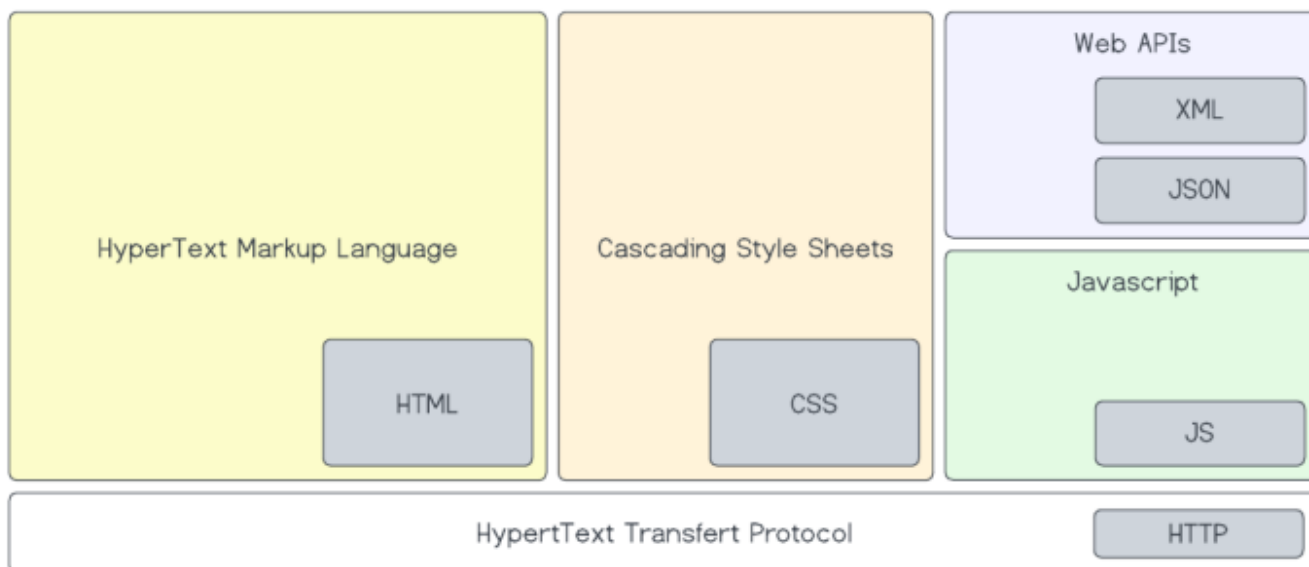 Web APIs
XML
JSON
HyperText Markup Language
Cascading Style Sheets
Javascript
HTML
CSS
JS
HypertText Transfert Protocol
HTTP